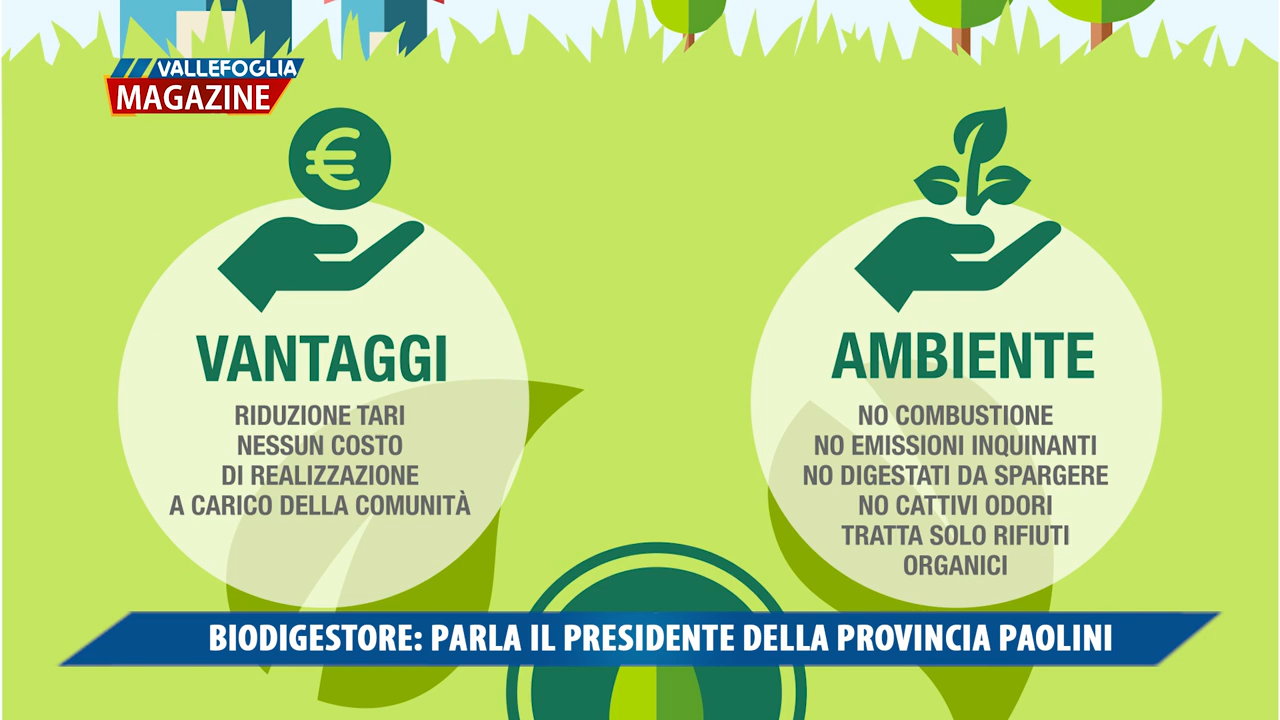 VALLEFOGLIA
MAGAZINE
€
VANTAGGI
RIDUZIONE TARI
NESSUN COSTO
DI REALIZZAZIONE
A CARICO DELLA COMUNITÀ
AMBIENTE
NO COMBUSTIONE
NO EMISSIONI INQUINANTI
NO DIGESTATI DA SPARGERE
NO CATTIVI ODORI
TRATTA SOLO RIFIUTI
ORGANICI
BIODIGESTORE: PARLA IL PRESIDENTE DELLA PROVINCIA PAOLINI